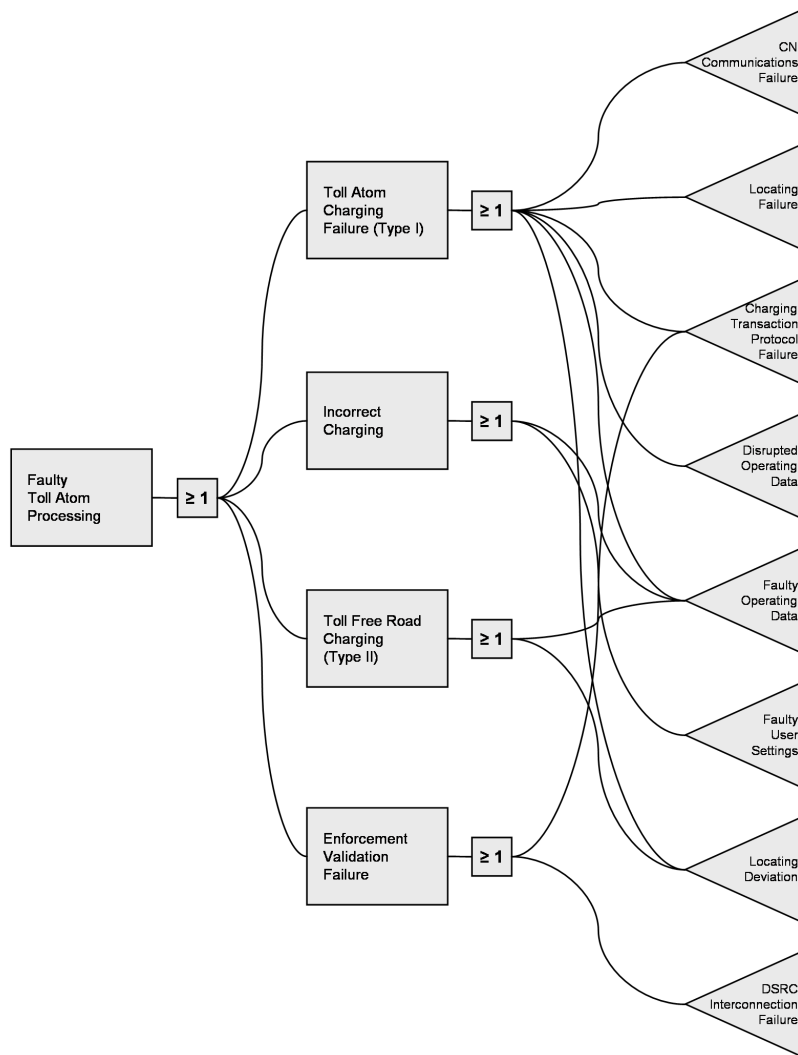 Faulty
Toll Atom
Processing
≥ 1
Toll Atom
Charging
Failure (Type I)
≥ 1
Incorrect
Charging
≥ 1
Toll Free Road
Charging
(Type II)
≥ 1
Enforcement
Validation
Failure
≥ 1
CN
Communications
Failure
Locating
Failure
Charging
Transaction
Protocol
Failure
Disrupted
Operating
Data
Faulty
Operating
Data
Faulty
User
Settings
Locating
Deviation
DSRC
Interconnection
Failure